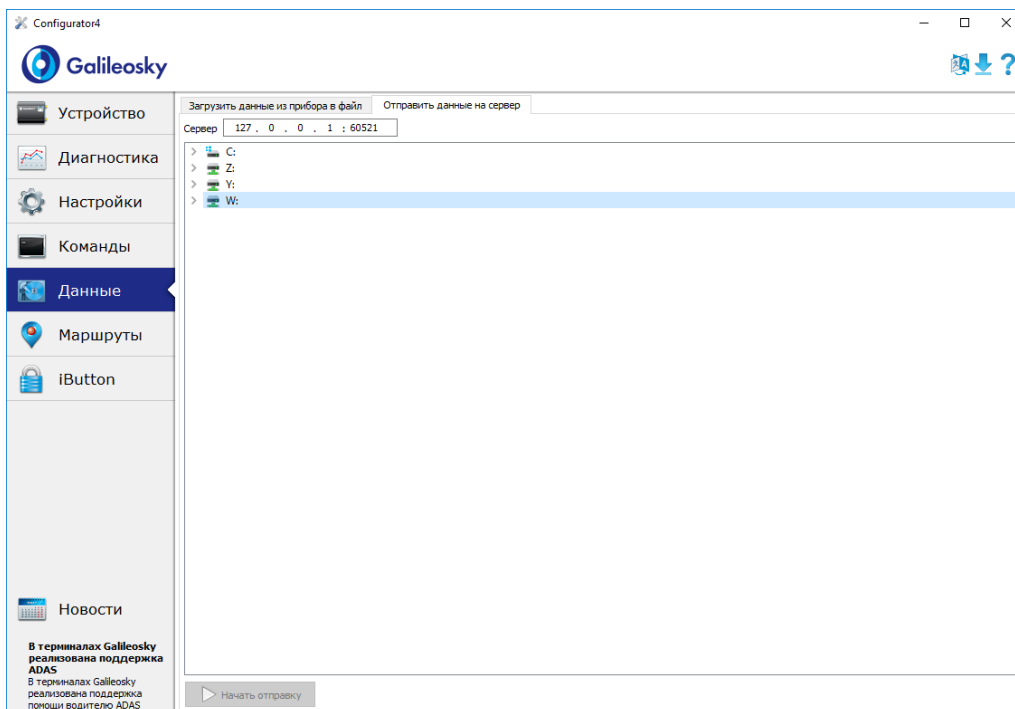 Configurator4
Galileosky
Устройство
Диагностика
Настройки
Команды
Данные
Маршруты
iButton
Новости
В терминалах Galileosky
реализована поддержка
ADAS
В терминалах Galileosky
реализована поддержка
помощи водителю ADAS
Загрузить данные из прибора в файл
Отправить данные на сервер
Сервер 127 . 0 . 0 . 1 : 60521
C:
Z:
Y:
W:
Начать отправку